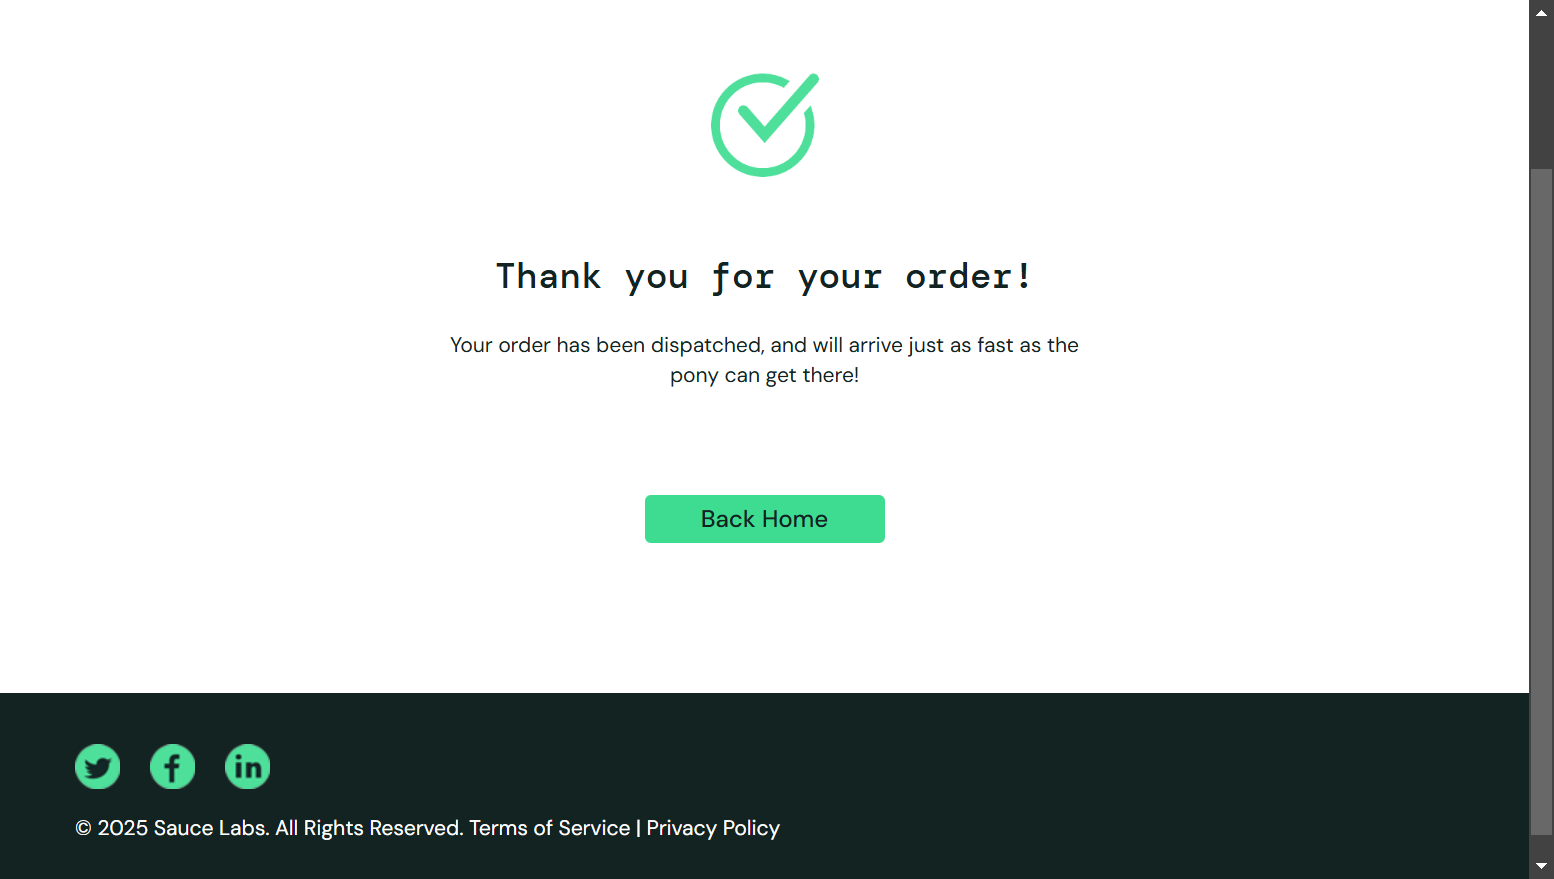 Thank you for your order!
Your order has been dispatched, and will arrive just as fast as the
pony can get there!
Back Home
© 2025 Sauce Labs. All Rights Reserved. Terms of Service | Privacy Policy